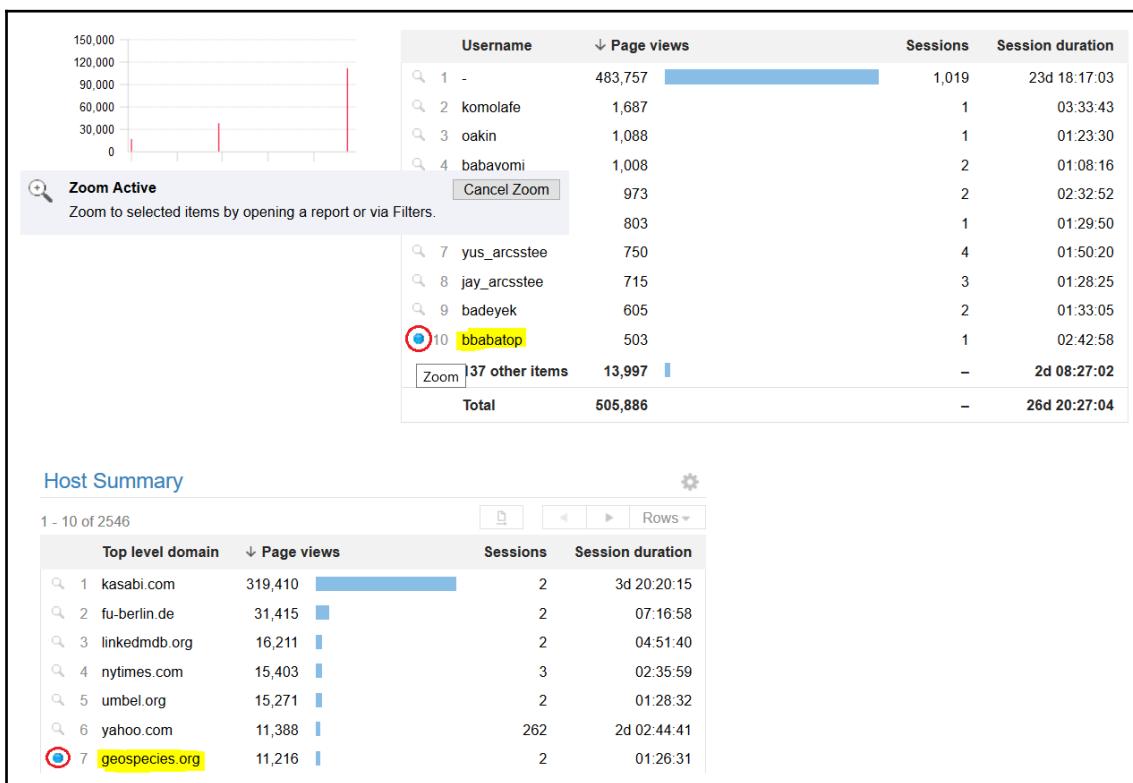 150,000
120,000
90,000
60,000
30,000
0
Username ↓ Page views Sessions Session duration
1 - 483,757 1,019 23d 18:17:03
2 komolafe 1,687 1 03:33:43
3 oakin 1,088 1 01:23:30
4 babayomi 1,008 2 01:08:16
973 2 02:32:52
803 1 01:29:50
7 yus_arcsstee 750 4 01:50:20
8 jay_arcsstee 715 3 01:28:25
9 badeyek 605 2 01:33:05
10 bbabatop 503 1 02:42:58
137 other items 13,997 – 2d 08:27:02
Total 505,886 – 26d 20:27:04
Zoom Active
Cancel Zoom
Zoom to selected items by opening a report or via Filters.
Zoom
Host Summary
1 - 10 of 2546
Rows
Top level domain ↓ Page views Sessions Session duration
1 kasabi.com 319,410 2 3d 20:20:15
2 fu-berlin.de 31,415 2 07:16:58
3 linkedmdb.org 16,211 2 04:51:40
4 nytimes.com 15,403 3 02:35:59
5 umbel.org 15,271 2 01:28:32
6 yahoo.com 11,388 262 2d 02:44:41
7 geospecies.org 11,216 2 01:26:31